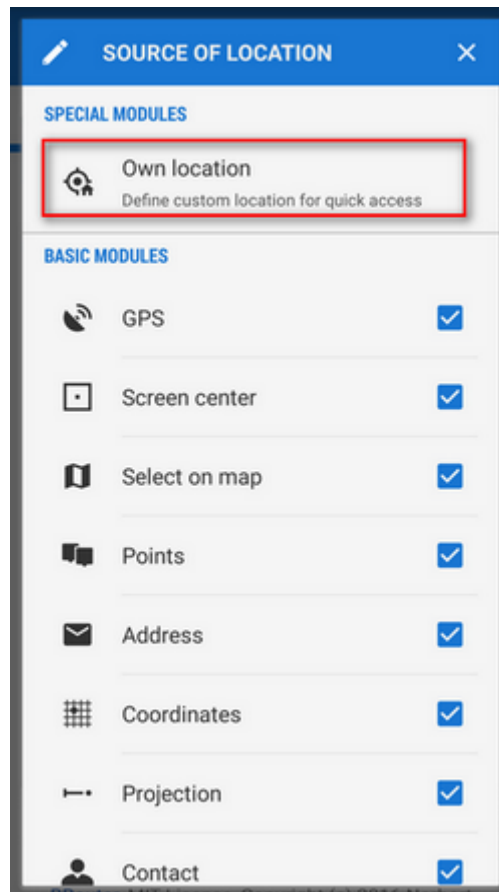 SOURCE OF LOCATION
SPECIAL MODULES
Own location
Define custom location for quick access
BASIC MODULES
GPS
Screen center
Select on map
Points
Address
Coordinates
Projection
Contact